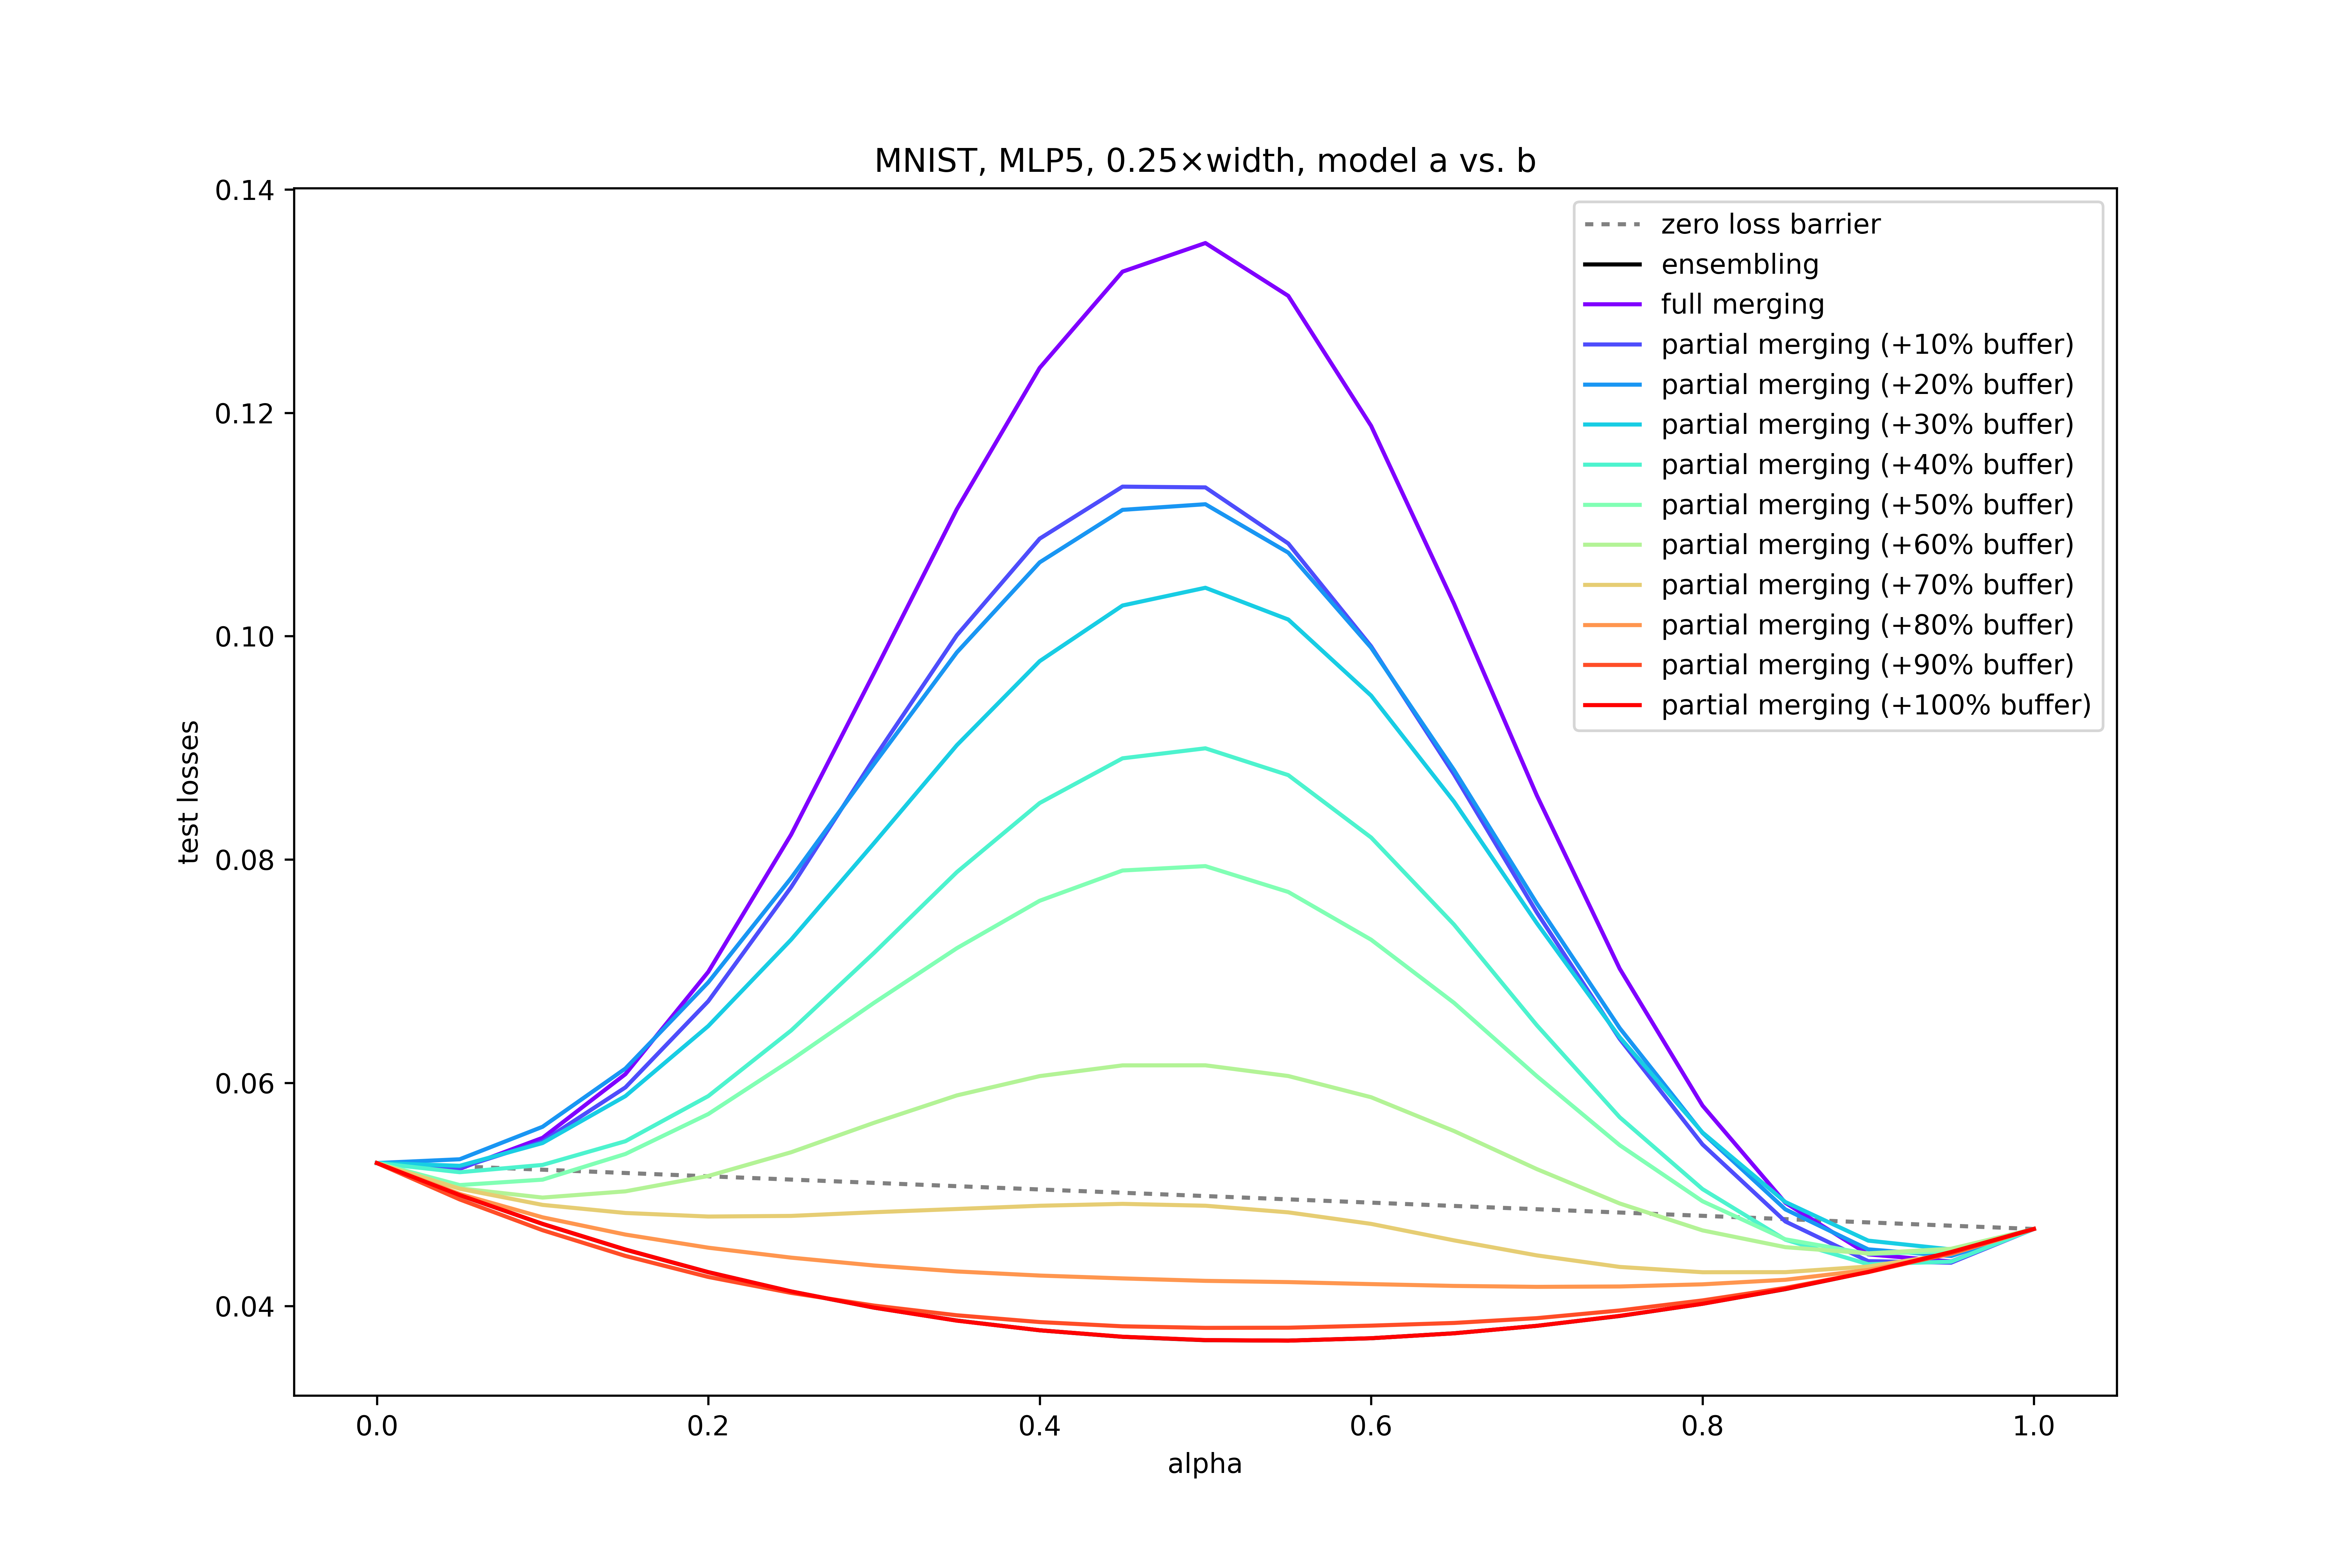 MNIST, MLP5, 0.25×width, model a vs. b
0.14
0.12
0.10
0.08
0.06
0.04
test losses
zero loss barrier
ensembling
full merging
partial merging (+10% buffer)
partial merging (+20% buffer)
partial merging (+30% buffer)
partial merging (+40% buffer)
partial merging (+50% buffer)
partial merging (+60% buffer)
partial merging (+70% buffer)
partial merging (+80% buffer)
partial merging (+90% buffer)
partial merging (+100% buffer)
0.0 0.2 0.4 0.6 0.8 1.0
alpha